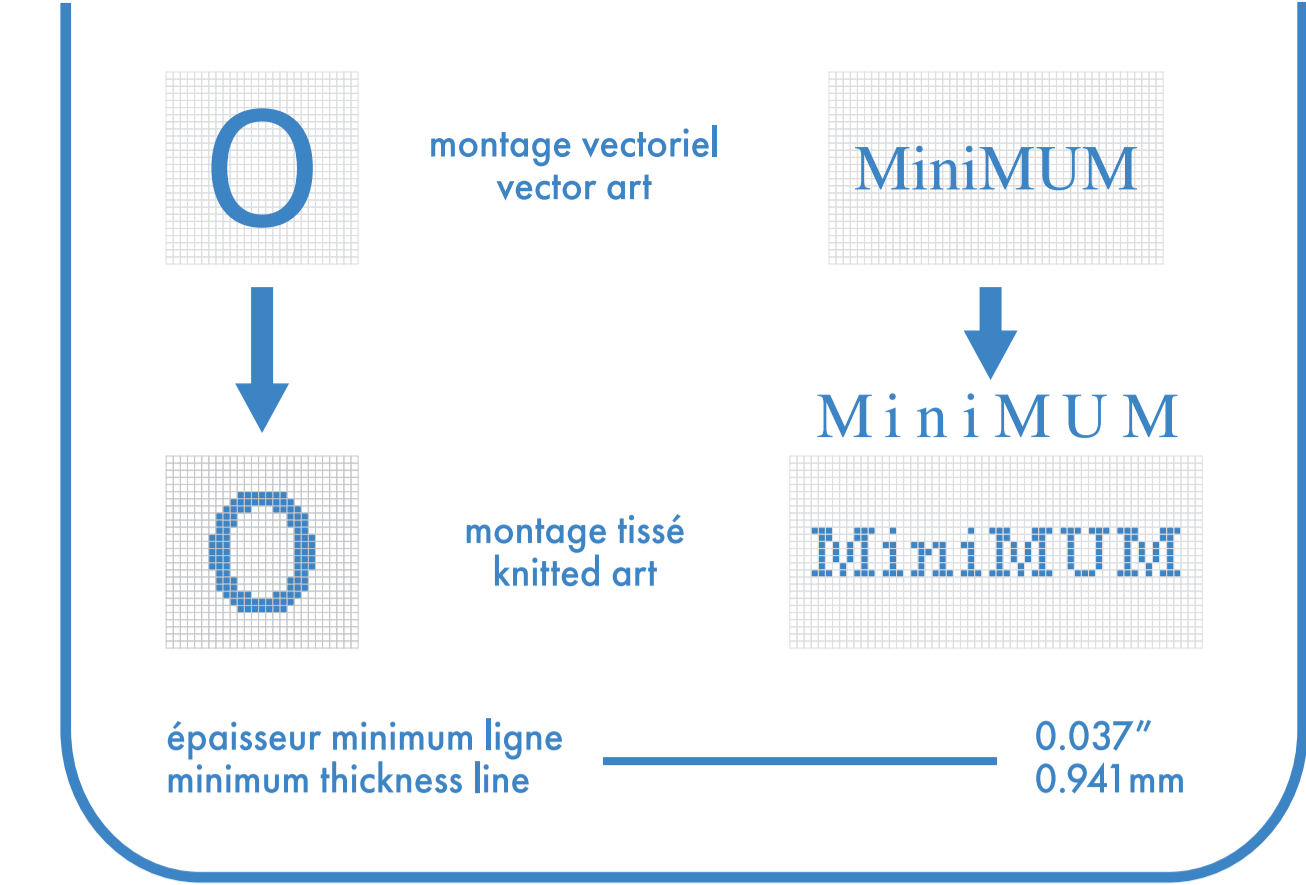 O
montage vectoriel
vector art
MiniMUM
MiniMUM
O
montage tissé
knitted art
MiniMUM
épaisseur minimum ligne
minimum thickness line
0.037″
0.941mm